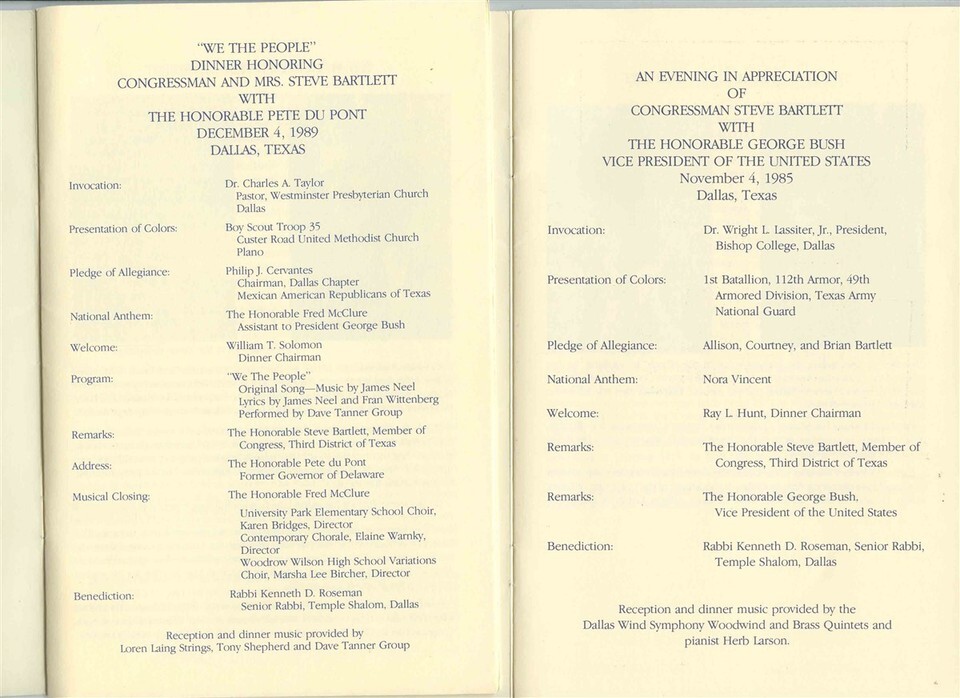 "WE THE PEOPLE"
DINNER HONORING
CONGRESSMAN AND MRS. STEVE BARTLETT
WITH
THE HONORABLE PETE DU PONT
DECEMBER 4, 1989
DALLAS, TEXAS
Invocation: Dr. Charles A. Taylor
Pastor, Westminster Presbyterian Church
Dallas
Presentation of Colors: Boy Scout Troop 35
Custer Road United Methodist Church
Plano
Pledge of Allegiance: Philip J. Cervantes
Chairman, Dallas Chapter
Mexican American Republicans of Texas
National Anthem: The Honorable Fred McClure
Assistant to President George Bush
Welcome: William T. Solomon
Dinner Chairman
Program: "We The People"
Original Song—Music by James Neel
Lyrics by James Neel and Fran Wittenberg
Performed by Dave Tanner Group
Remarks: The Honorable Steve Bartlett, Member of
Congress, Third District of Texas
Address: The Honorable Pete du Pont
Former Governor of Delaware
Musical Closing: The Honorable Fred McClure
University Park Elementary School Choir,
Karen Bridges, Director
Contemporary Chorale, Elaine Warnky,
Director
Woodrow Wilson High School Variations
Choir, Marsha Lee Bircher, Director
Benediction: Rabbi Kenneth D. Roseman
Senior Rabbi, Temple Shalom, Dallas
Reception and dinner music provided by
Loren Laing Strings, Tony Shepherd and Dave Tanner Group
AN EVENING IN APPRECIATION
OF
CONGRESSMAN STEVE BARTLETT
WITH
THE HONORABLE GEORGE BUSH
VICE PRESIDENT OF THE UNITED STATES
November 4, 1985
Dallas, Texas
Invocation: Dr. Wright L. Lassiter, Jr., President,
Bishop College, Dallas
Presentation of Colors: 1st Batallion, 112th Armor, 49th
Armored Division, Texas Army
National Guard
Pledge of Allegiance: Allison, Courtney, and Brian Bartlett
National Anthem: Nora Vincent
Welcome: Ray L. Hunt, Dinner Chairman
Remarks: The Honorable Steve Bartlett, Member of
Congress, Third District of Texas
Remarks: The Honorable George Bush,
Vice President of the United States
Benediction: Rabbi Kenneth D. Roseman, Senior Rabbi,
Temple Shalom, Dallas
Reception and dinner music provided by the
Dallas Wind Symphony Woodwind and Brass Quintets and
pianist Herb Larson.